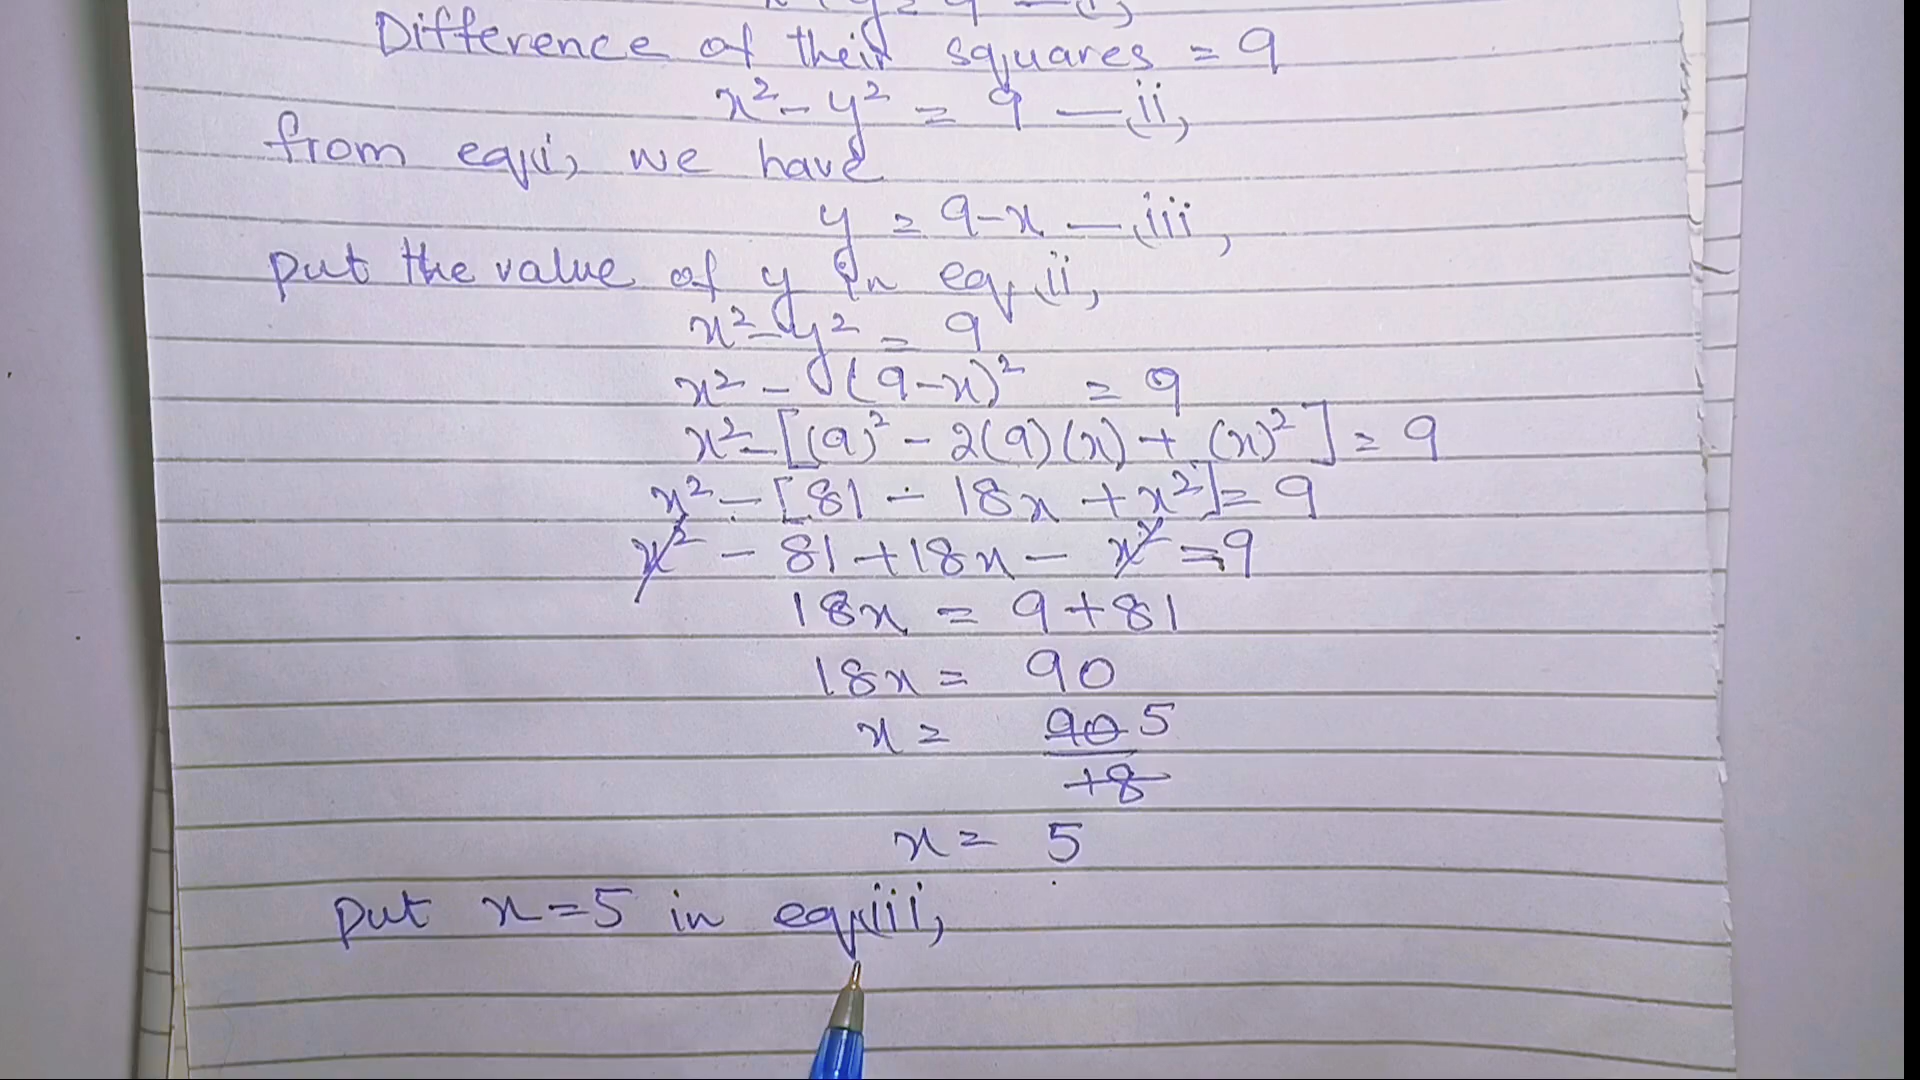 x+y=9 —(i)
Difference of their squares = 9
x² - y² = 9 —(ii)
from eq(i), we have
y = 9-x —(iii)
put the value of y in eq(ii),
x² - y² = 9
x² - (9-x)² = 9
x² - [(9)² - 2(9)(x) + (x)²] = 9
x² - [81 - 18x + x²] = 9
x² - 81 + 18x - x² = 9
18x = 9+81
18x = 90
x = 90 5
18
x = 5
put x=5 in eq(iii)